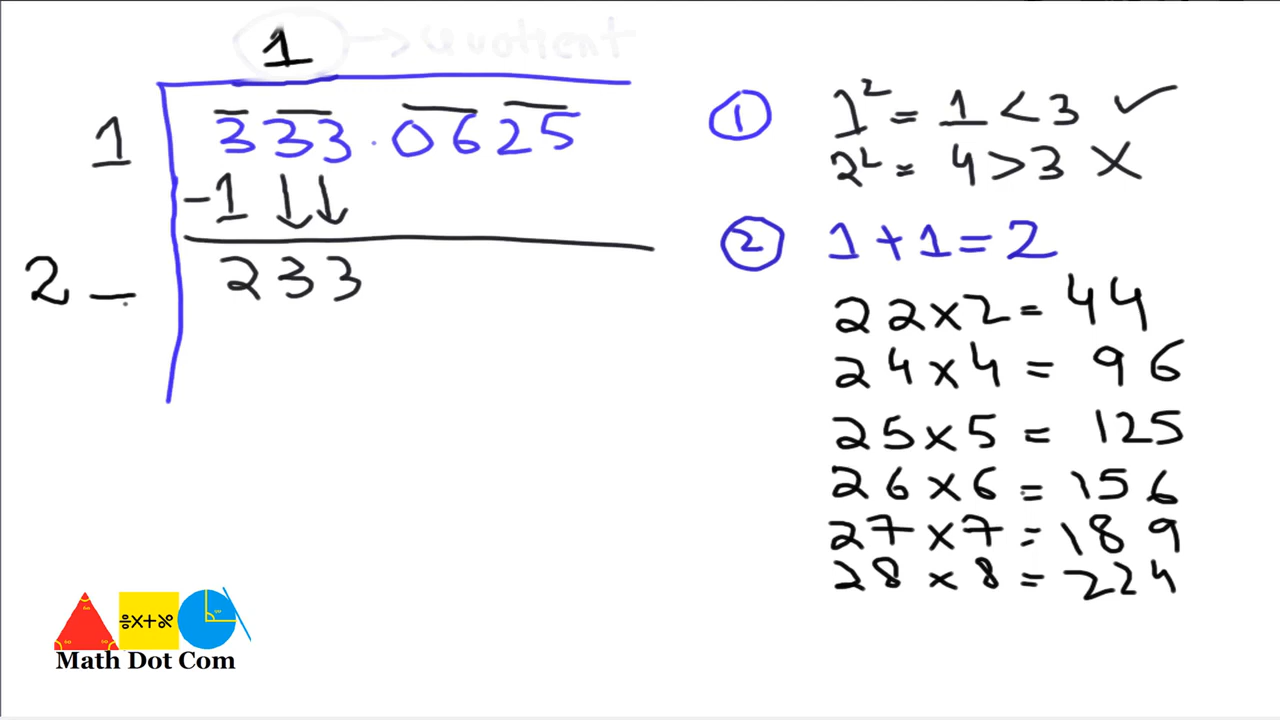 1 → Quotient
1 333.0625
-1 ↓↓
2 _ 233
① 1² = 1 < 3 ✓
2² = 4 > 3 X
② 1 + 1 = 2
22 x 2 = 44
24 x 4 = 96
25 x 5 = 125
26 x 6 = 156
27 x 7 = 189
28 x 8 = 224
÷x+%
Math Dot Com